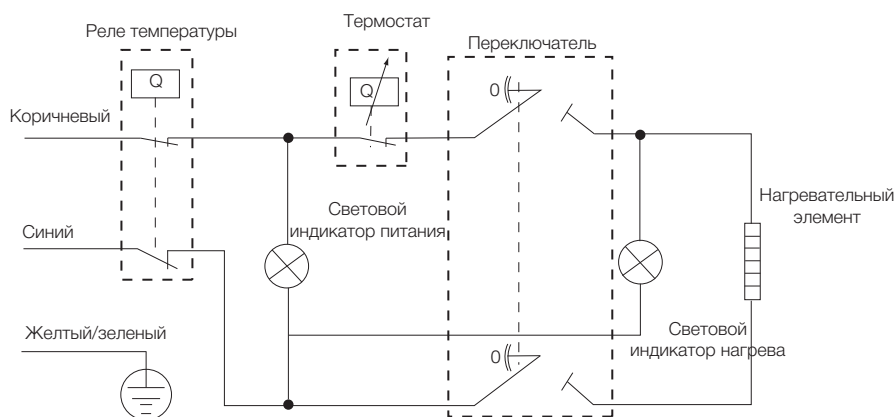 Реле температуры
Термостат
Переключатель
Q
Q
0
Коричневый
Нагревательный
элемент
Световой
индикатор питания
Синий
Желтый/зеленый
Световой
индикатор нагрева
0